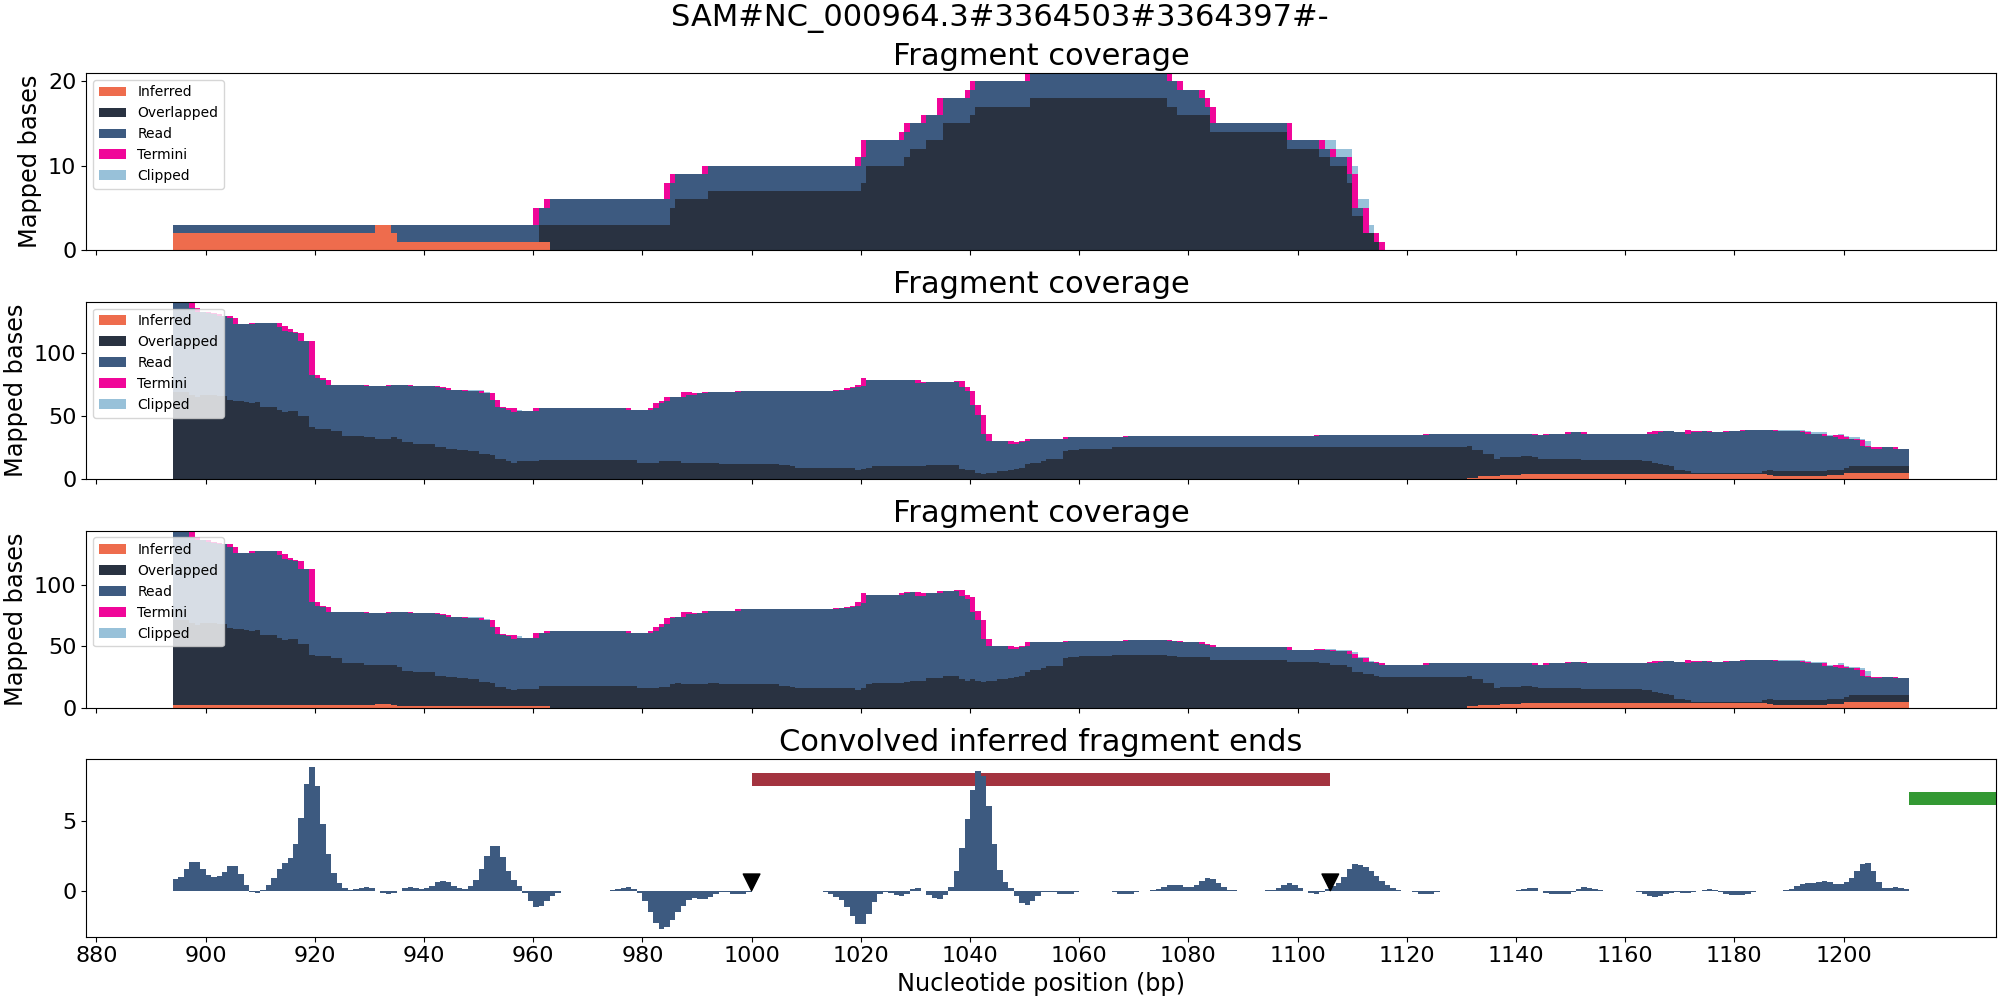 SAM#NC_000964.3#3364503#3364397#-
Fragment coverage
Mapped bases
20
10
0
Inferred
Overlapped
Read
Termini
Clipped
Fragment coverage
Mapped bases
100
50
0
Inferred
Overlapped
Read
Termini
Clipped
Fragment coverage
Mapped bases
100
50
0
Inferred
Overlapped
Read
Termini
Clipped
Convolved inferred fragment ends
5
0
880 900 920 940 960 980 1000 1020 1040 1060 1080 1100 1120 1140 1160 1180 1200
Nucleotide position (bp)